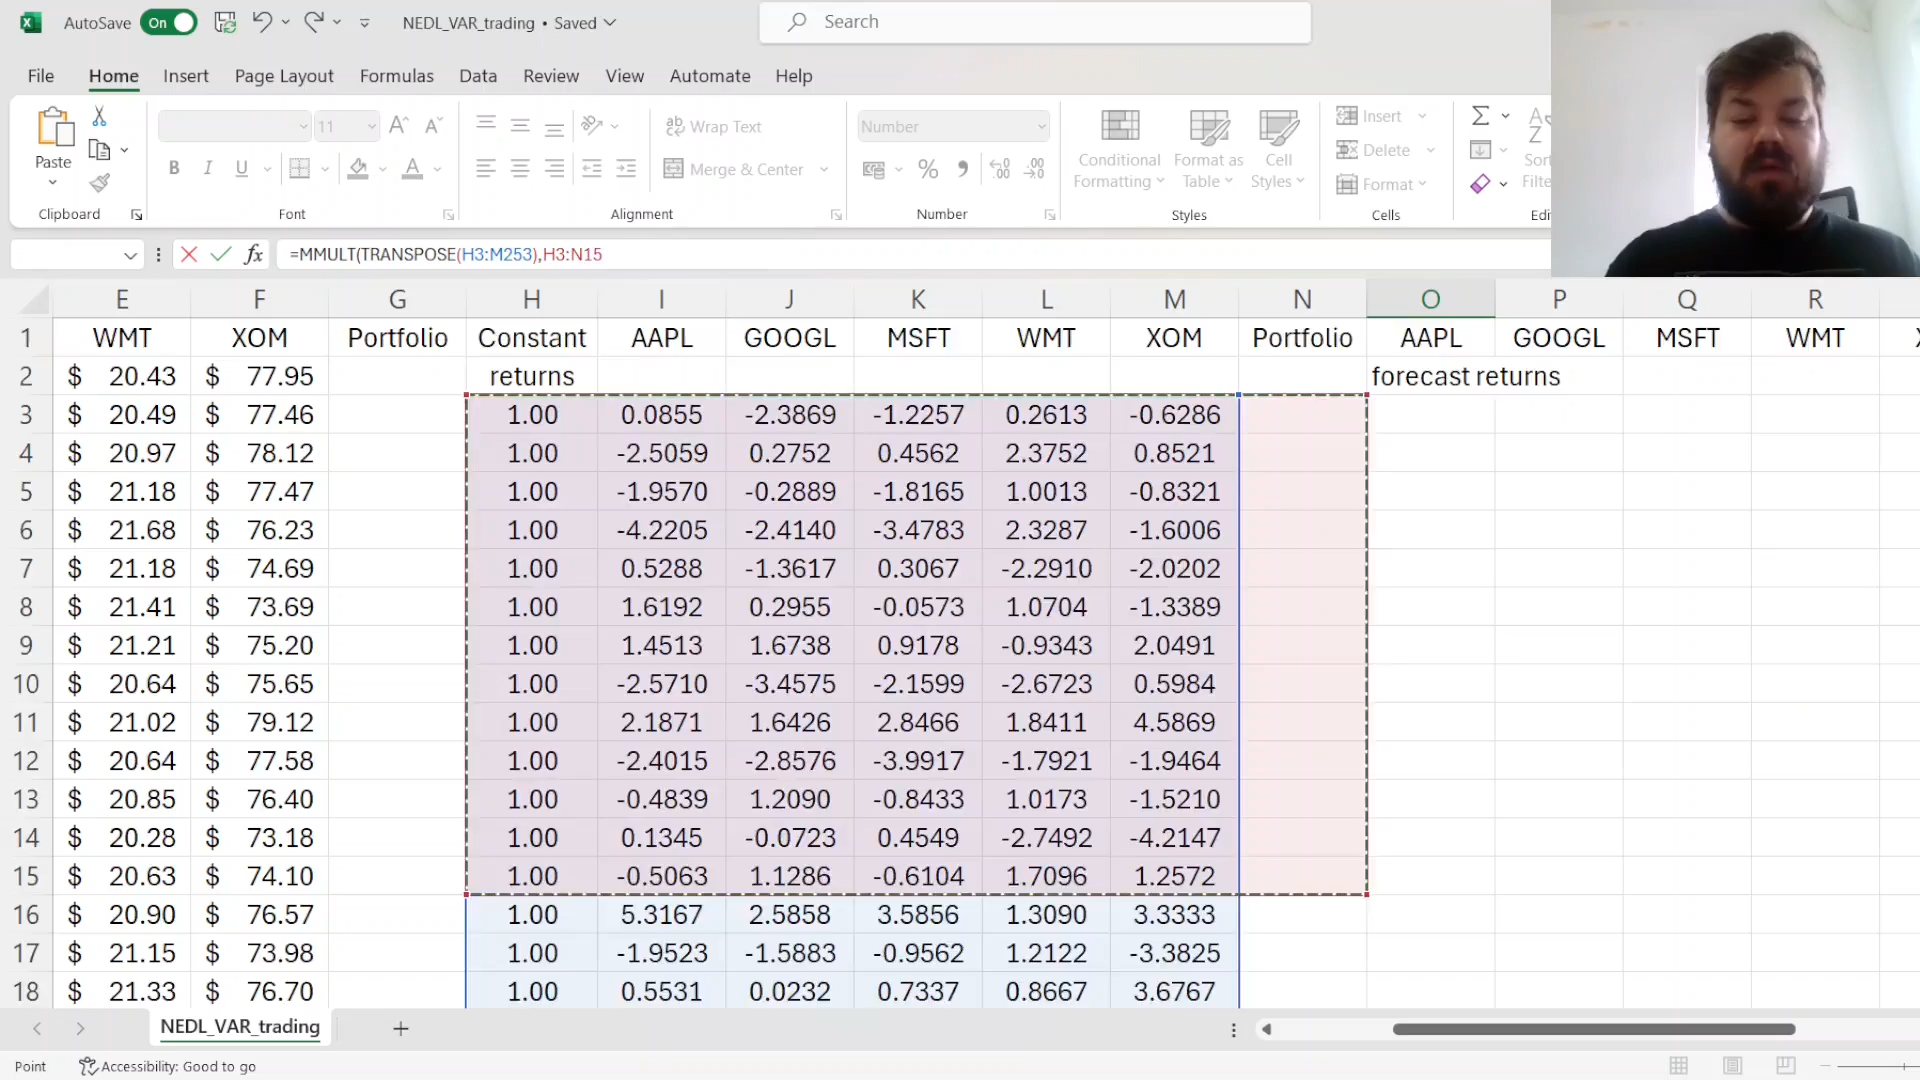 AutoSave On NEDL_VAR_trading • Saved Search
File Home Insert Page Layout Formulas Data Review View Automate Help
Paste 11 A A ab Wrap Text Number Conditional Formatting Format as Table Cell Styles Insert Delete Format Sort Filter
B I U A Merge & Center % 9
Clipboard Font Alignment Number Styles Cells
fx =MMULT(TRANSPOSE(H3:M253),H3:N15
E F G H I J K L M N O P Q R
1 WMT XOM Portfolio Constant AAPL GOOGL MSFT WMT XOM Portfolio AAPL GOOGL MSFT WMT
2 $ 20.43 $ 77.95 returns forecast returns
3 $ 20.49 $ 77.46 1.00 0.0855 -2.3869 -1.2257 0.2613 -0.6286
4 $ 20.97 $ 78.12 1.00 -2.5059 0.2752 0.4562 2.3752 0.8521
5 $ 21.18 $ 77.47 1.00 -1.9570 -0.2889 -1.8165 1.0013 -0.8321
6 $ 21.68 $ 76.23 1.00 -4.2205 -2.4140 -3.4783 2.3287 -1.6006
7 $ 21.18 $ 74.69 1.00 0.5288 -1.3617 0.3067 -2.2910 -2.0202
8 $ 21.41 $ 73.69 1.00 1.6192 0.2955 -0.0573 1.0704 -1.3389
9 $ 21.21 $ 75.20 1.00 1.4513 1.6738 0.9178 -0.9343 2.0491
10 $ 20.64 $ 75.65 1.00 -2.5710 -3.4575 -2.1599 -2.6723 0.5984
11 $ 21.02 $ 79.12 1.00 2.1871 1.6426 2.8466 1.8411 4.5869
12 $ 20.64 $ 77.58 1.00 -2.4015 -2.8576 -3.9917 -1.7921 -1.9464
13 $ 20.85 $ 76.40 1.00 -0.4839 1.2090 -0.8433 1.0173 -1.5210
14 $ 20.28 $ 73.18 1.00 0.1345 -0.0723 0.4549 -2.7492 -4.2147
15 $ 20.63 $ 74.10 1.00 -0.5063 1.1286 -0.6104 1.7096 1.2572
16 $ 20.90 $ 76.57 1.00 5.3167 2.5858 3.5856 1.3090 3.3333
17 $ 21.15 $ 73.98 1.00 -1.9523 -1.5883 -0.9562 1.2122 -3.3825
18 $ 21.33 $ 76.70 1.00 0.5531 0.0232 0.7337 0.8667 3.6767
NEDL_VAR_trading
Point Accessibility: Good to go